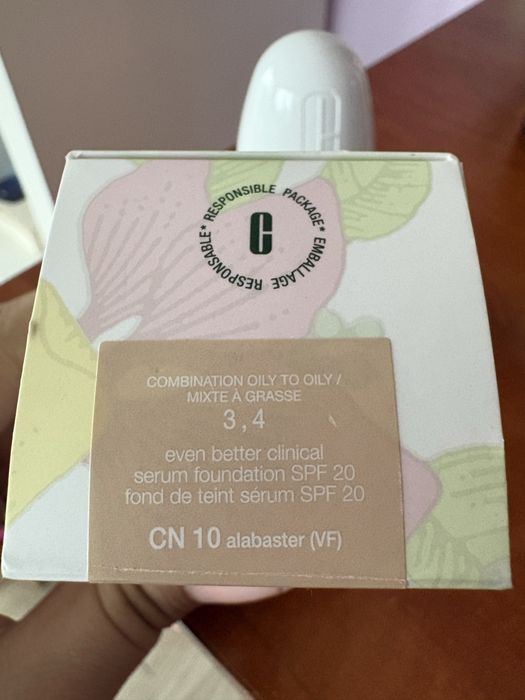 RESPONSIBLE PACKAGE* EMBALLAGE RESPONSABLE*
C
COMBINATION OILY TO OILY /
MIXTE À GRASSE
3, 4
even better clinical
serum foundation SPF 20
fond de teint sérum SPF 20
CN 10 alabaster (VF)